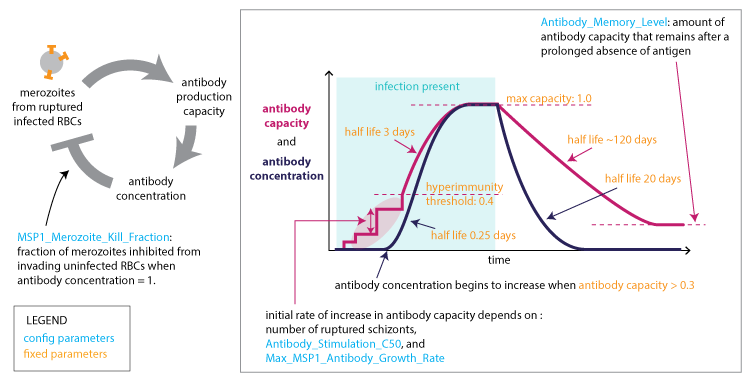 merozoites
from ruptured
infected RBCs
antibody
production
capacity
antibody
concentration
MSP1_Merozoite_Kill_Fraction:
fraction of merozoites inhibited from
invading uninfected RBCs when
antibody concentration = 1.
LEGEND
config parameters
fixed parameters
Antibody_Memory_Level: amount of
antibody capacity that remains after a
prolonged absence of antigen
infection present
antibody
capacity
and
antibody
concentration
max capacity: 1.0
half life 3 days
half life ~120 days
hyperimmunity
threshold: 0.4
half life 20 days
half life 0.25 days
time
antibody concentration begins to increase when antibody capacity > 0.3
initial rate of increase in antibody capacity depends on :
number of ruptured schizonts,
Antibody_Stimulation_C50, and
Max_MSP1_Antibody_Growth_Rate